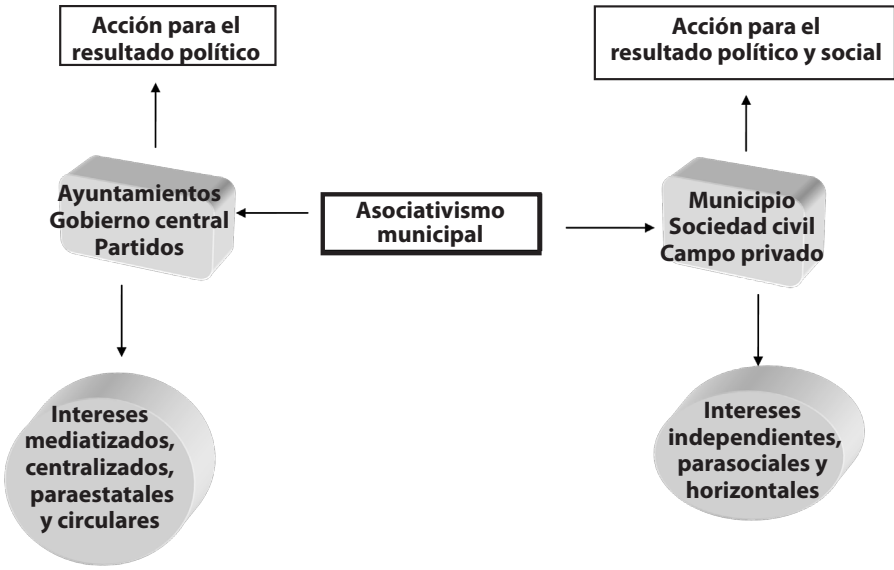 Acción para el
resultado político
Acción para el
resultado político y social
Ayuntamientos
Gobierno central
Partidos
Asociativismo
municipal
Municipio
Sociedad civil
Campo privado
Intereses
mediatizados,
centralizados,
paraestatales
y circulares
Intereses
independientes,
parasociales y
horizontales